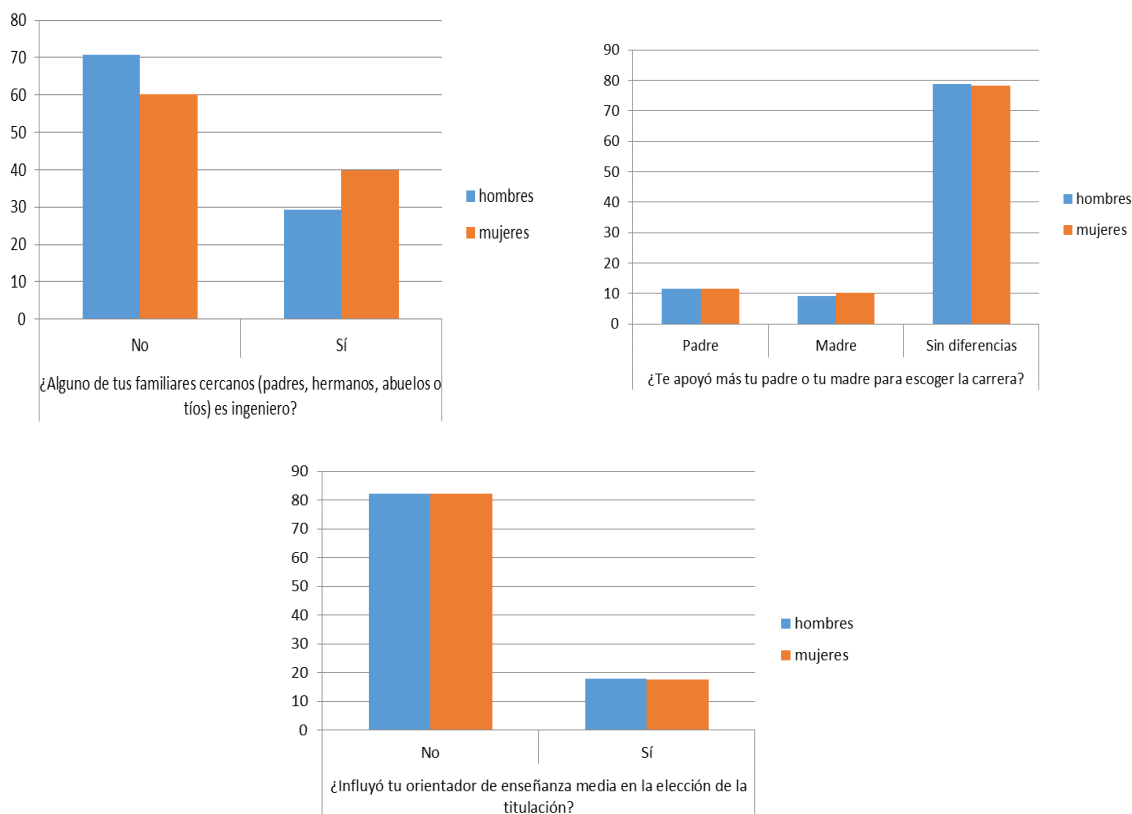 80
70
60
50
40
30
20
10
0
No
Sí
¿Alguno de tus familiares cercanos (padres, hermanos, abuelos o
tíos) es ingeniero?
hombres
mujeres
90
80
70
60
50
40
30
20
10
0
Padre
Madre
Sin diferencias
¿Te apoyó más tu padre o tu madre para escoger la carrera?
hombres
mujeres
90
80
70
60
50
40
30
20
10
0
No
Sí
¿Influyó tu orientador de enseñanza media en la elección de la
titulación?
hombres
mujeres